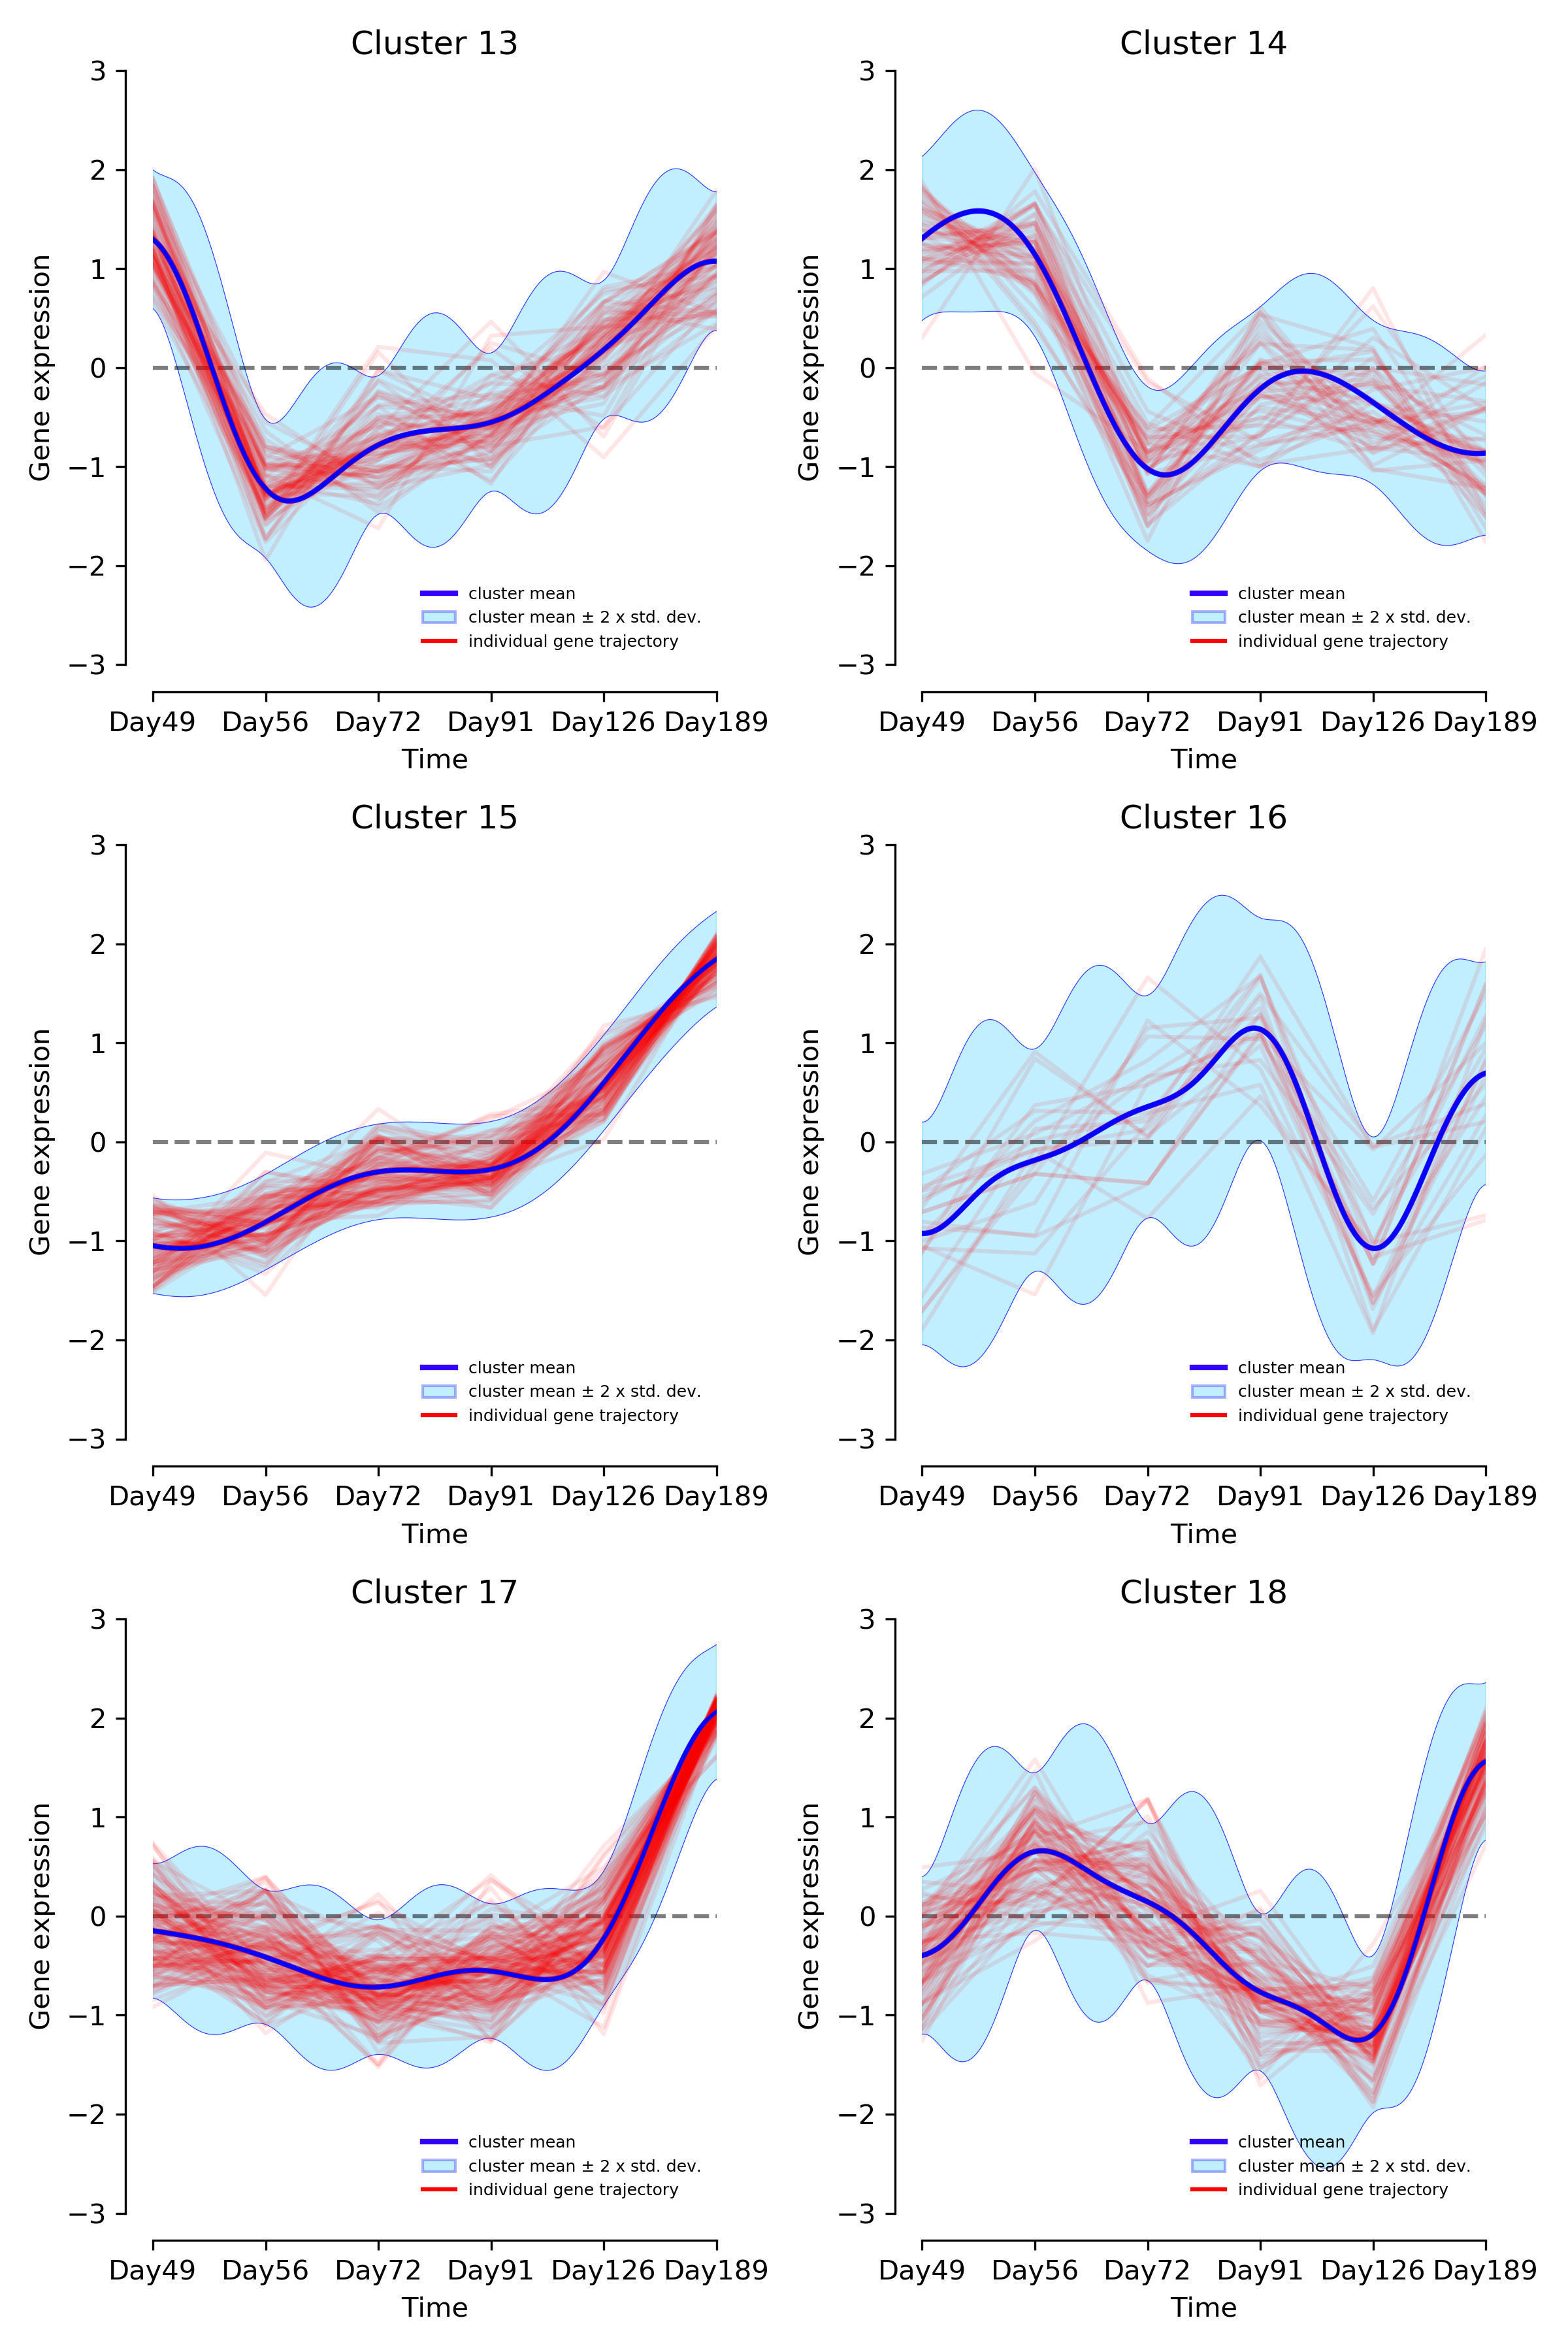 Cluster 13
Gene expression
3
2
1
0
−1
−2
−3
cluster mean
cluster mean ± 2 x std. dev.
individual gene trajectory
Day49 Day56 Day72 Day91 Day126 Day189
Time
Cluster 14
Gene expression
3
2
1
0
−1
−2
−3
cluster mean
cluster mean ± 2 x std. dev.
individual gene trajectory
Day49 Day56 Day72 Day91 Day126 Day189
Time
Cluster 15
Gene expression
3
2
1
0
−1
−2
−3
cluster mean
cluster mean ± 2 x std. dev.
individual gene trajectory
Day49 Day56 Day72 Day91 Day126 Day189
Time
Cluster 16
Gene expression
3
2
1
0
−1
−2
−3
cluster mean
cluster mean ± 2 x std. dev.
individual gene trajectory
Day49 Day56 Day72 Day91 Day126 Day189
Time
Cluster 17
Gene expression
3
2
1
0
−1
−2
−3
cluster mean
cluster mean ± 2 x std. dev.
individual gene trajectory
Day49 Day56 Day72 Day91 Day126 Day189
Time
Cluster 18
Gene expression
3
2
1
0
−1
−2
−3
cluster mean
cluster mean ± 2 x std. dev.
individual gene trajectory
Day49 Day56 Day72 Day91 Day126 Day189
Time